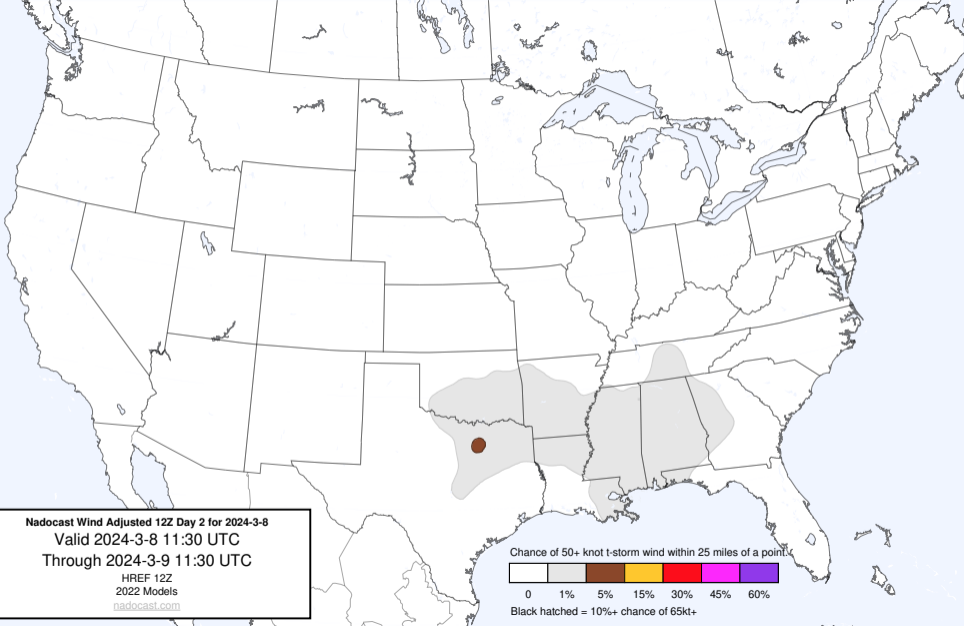 Nadocast Wind Adjusted 12Z Day 2 for 2024-3-8
Valid 2024-3-8 11:30 UTC
Through 2024-3-9 11:30 UTC
HREF 12Z
2022 Models
nadocast.com
Chance of 50+ knot t-storm wind within 25 miles of a point.
0 1% 5% 15% 30% 45% 60%
Black hatched = 10%+ chance of 65kt+